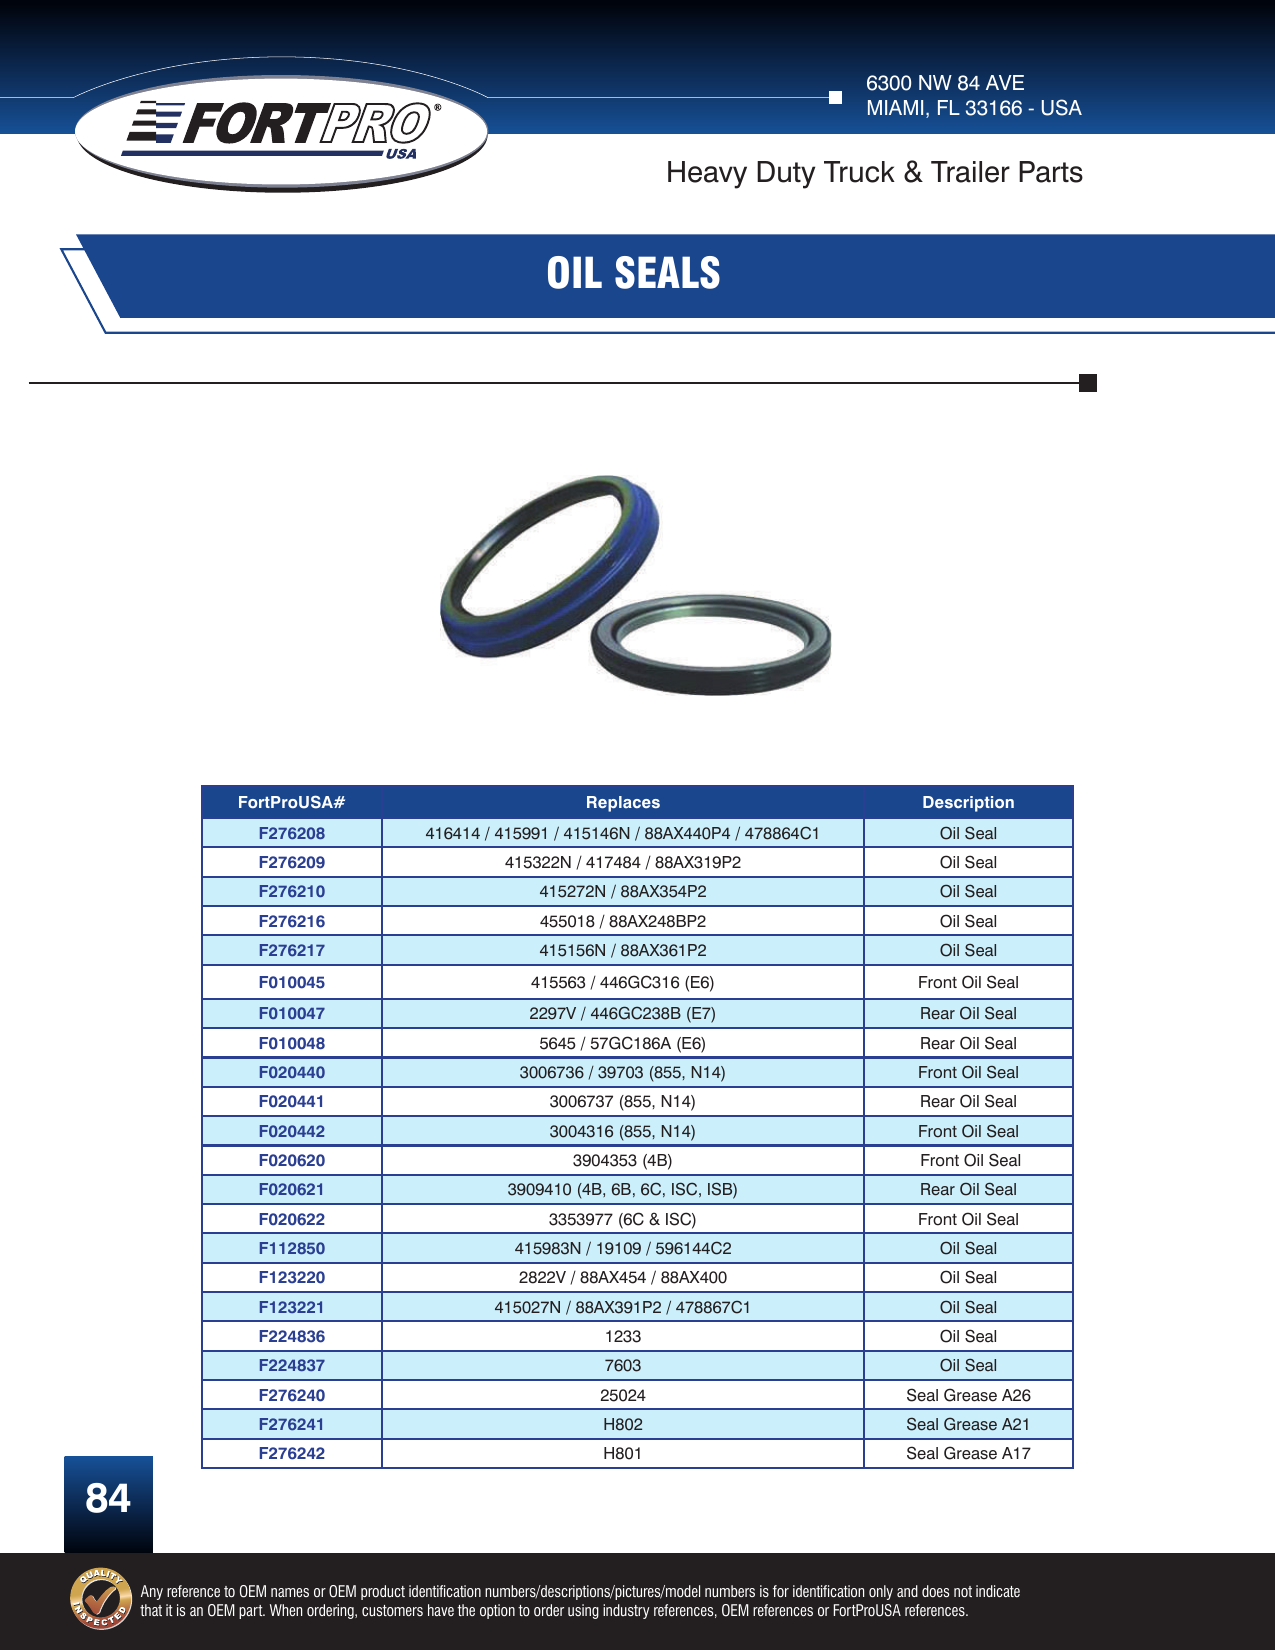 FORTPRO®
USA
6300 NW 84 AVE
MIAMI, FL 33166 - USA
Heavy Duty Truck & Trailer Parts
OIL SEALS
FortProUSA# Replaces Description
F276208 416414 / 415991 / 415146N / 88AX440P4 / 478864C1 Oil Seal
F276209 415322N / 417484 / 88AX319P2 Oil Seal
F276210 415272N / 88AX354P2 Oil Seal
F276216 455018 / 88AX248BP2 Oil Seal
F276217 415156N / 88AX361P2 Oil Seal
F010045 415563 / 446GC316 (E6) Front Oil Seal
F010047 2297V / 446GC238B (E7) Rear Oil Seal
F010048 5645 / 57GC186A (E6) Rear Oil Seal
F020440 3006736 / 39703 (855, N14) Front Oil Seal
F020441 3006737 (855, N14) Rear Oil Seal
F020442 3004316 (855, N14) Front Oil Seal
F020620 3904353 (4B) Front Oil Seal
F020621 3909410 (4B, 6B, 6C, ISC, ISB) Rear Oil Seal
F020622 3353977 (6C & ISC) Front Oil Seal
F112850 415983N / 19109 / 596144C2 Oil Seal
F123220 2822V / 88AX454 / 88AX400 Oil Seal
F123221 415027N / 88AX391P2 / 478867C1 Oil Seal
F224836 1233 Oil Seal
F224837 7603 Oil Seal
F276240 25024 Seal Grease A26
F276241 H802 Seal Grease A21
F276242 H801 Seal Grease A17
84
QUALITY
INSPECTED
Any reference to OEM names or OEM product identification numbers/descriptions/pictures/model numbers is for identification only and does not indicate
that it is an OEM part. When ordering, customers have the option to order using industry references, OEM references or FortProUSA references.